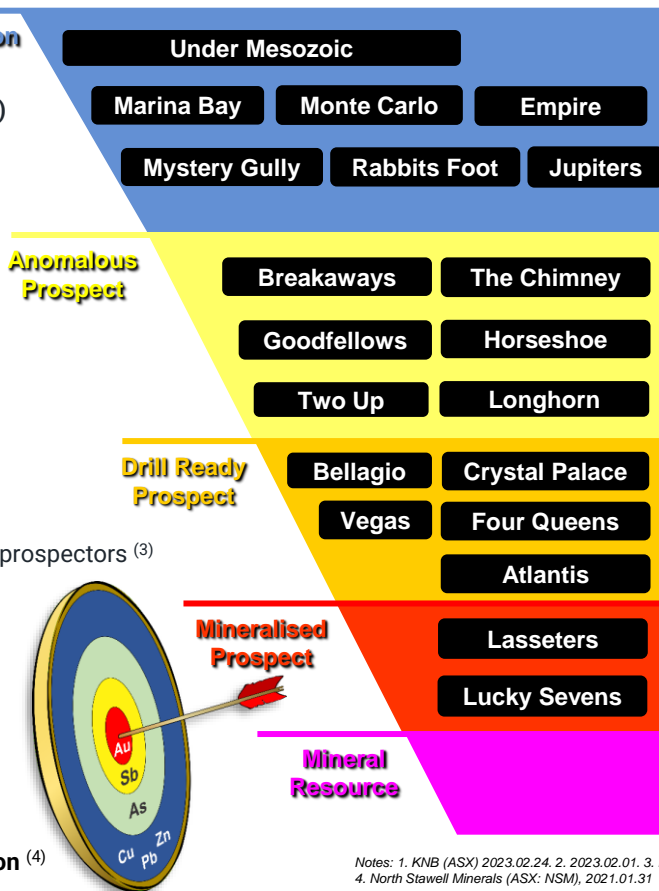 on
Under Mesozoic
)
Marina Bay Monte Carlo Empire
Mystery Gully Rabbits Foot Jupiters
Anomalous
Prospect
Breakaways The Chimney
Goodfellows Horseshoe
Two Up Longhorn
Drill Ready
Prospect
Bellagio Crystal Palace
Vegas Four Queens
Atlantis
prospectors (3)
Mineralised
Prospect
Lasseters
Lucky Sevens
Au
Sb
As
Cu Pb Zn
Mineral
Resource
on (4)
Notes: 1. KNB (ASX) 2023.02.24. 2. 2023.02.01. 3.
4. North Stawell Minerals (ASX: NSM), 2021.01.31